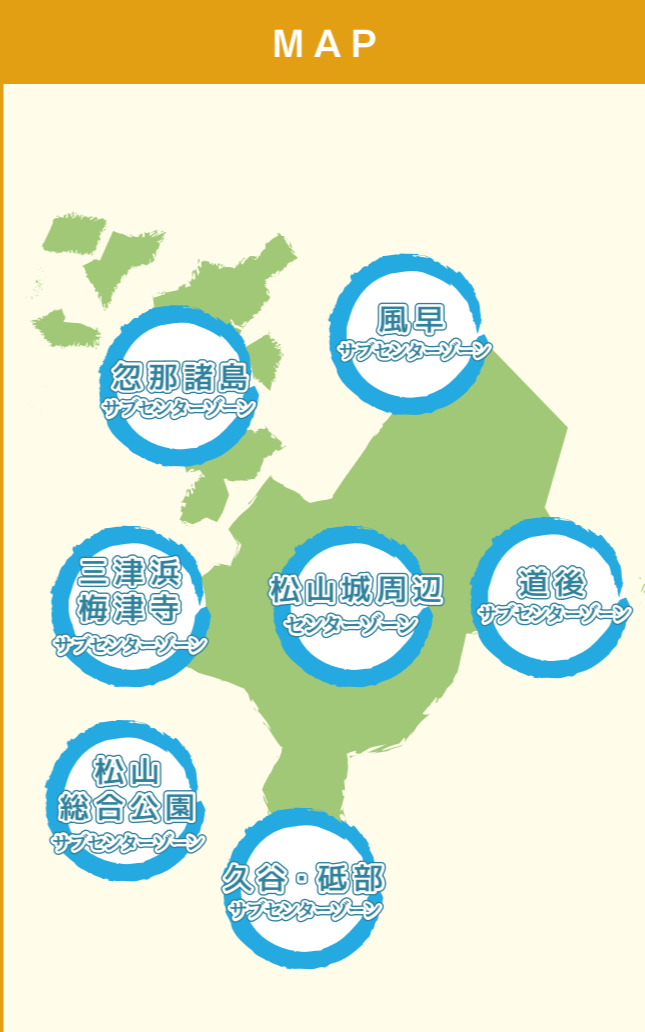 MAP
風早
サブセンターゾーン
忽那諸島
サブセンターゾーン
三津浜
梅津寺
サブセンターゾーン
松山城周辺
センターゾーン
道後
サブセンターゾーン
松山
総合公園
サブセンターゾーン
久谷・砥部
サブセンターゾーン